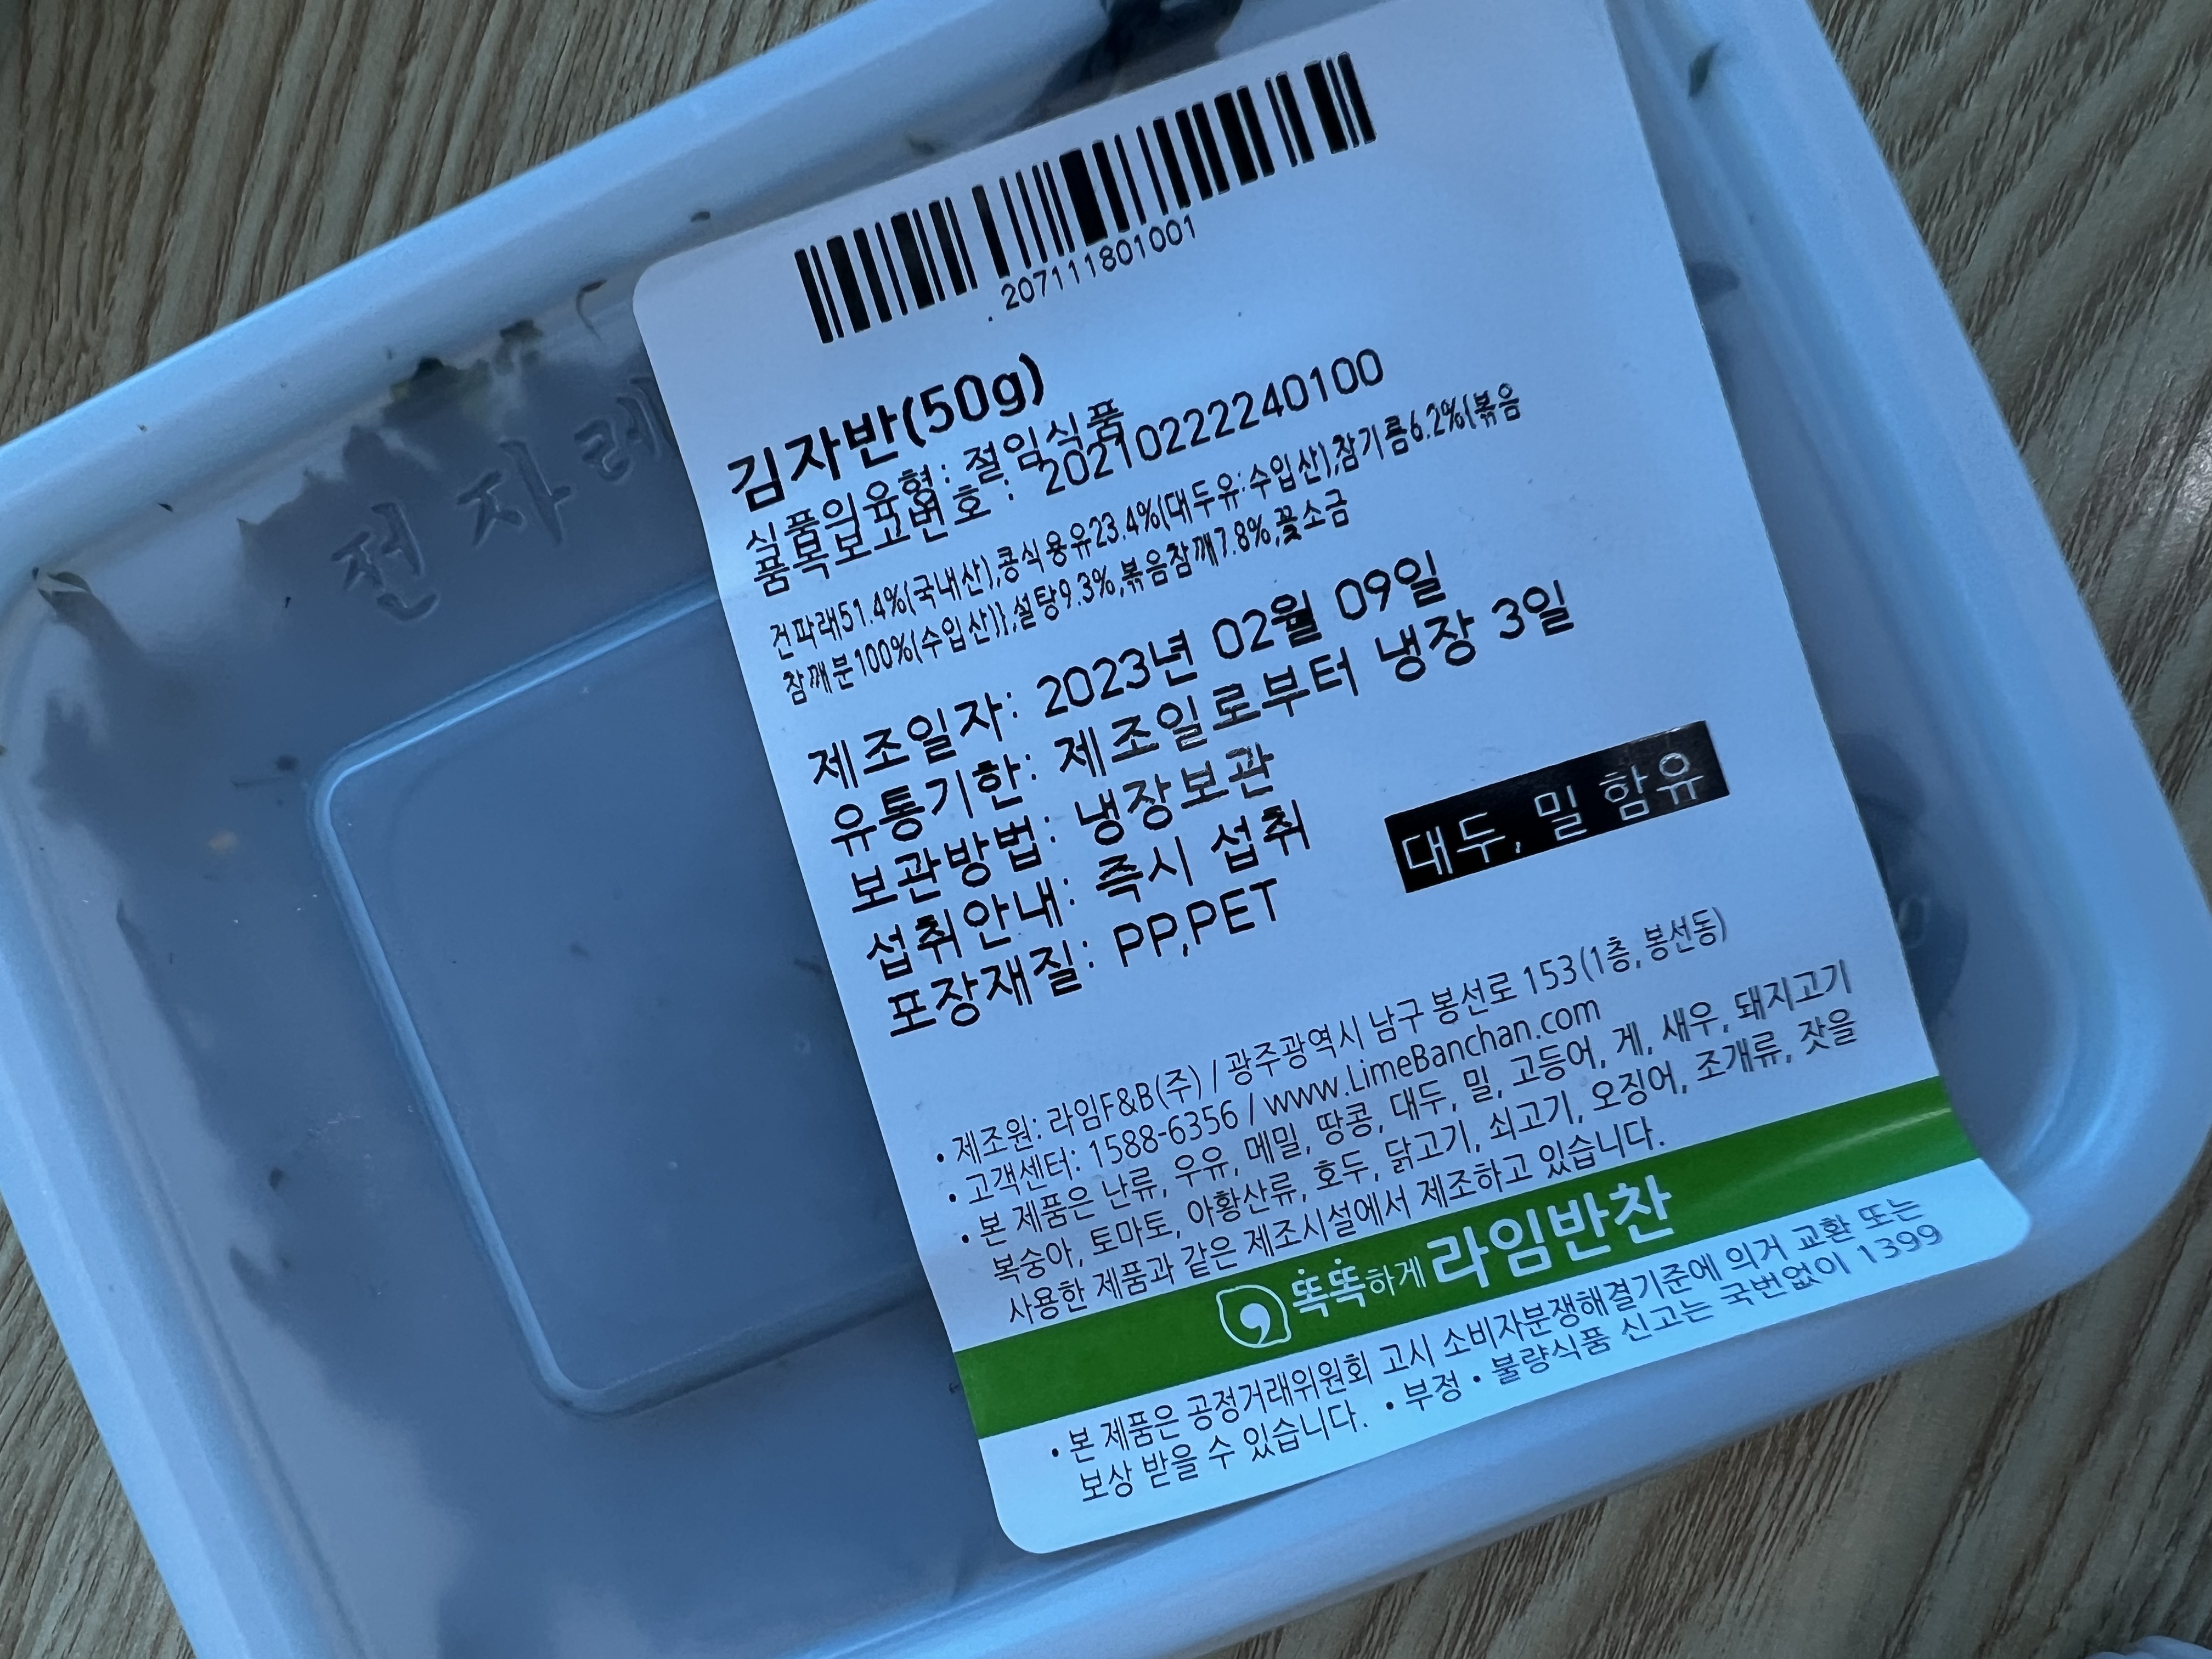 207111801001
김자반(50g)
식품의유형: 절임식품
품목보고번호: 20210222240100
건파래51.4%(국내산),콩식용유23.4%(대두유:수입산),참기름6.2%{볶음
참깨분100%(수입산)},설탕9.3%,볶음참깨7.8%,꽃소금
제조일자: 2023년 02월 09일
유통기한: 제조일로부터 냉장 3일
보관방법: 냉장보관
섭취안내: 즉시 섭취
포장재질: PP,PET
대두, 밀 함유
• 제조원: 라임F&B(주) / 광주광역시 남구 봉선로 153(1층, 봉선동)
• 고객센터: 1588-6356 / www.LimeBanchan.com
• 본 제품은 난류, 우유, 메밀, 땅콩, 대두, 밀, 고등어, 게, 새우, 돼지고기
복숭아, 토마토, 아황산류, 호두, 닭고기, 쇠고기, 오징어, 조개류, 잣을
사용한 제품과 같은 제조시설에서 제조하고 있습니다.
똑똑하게 라임반찬
• 본 제품은 공정거래위원회 고시 소비자분쟁해결기준에 의거 교환 또는
보상 받을 수 있습니다. • 부정 • 불량식품 신고는 국번없이 1399
전자레